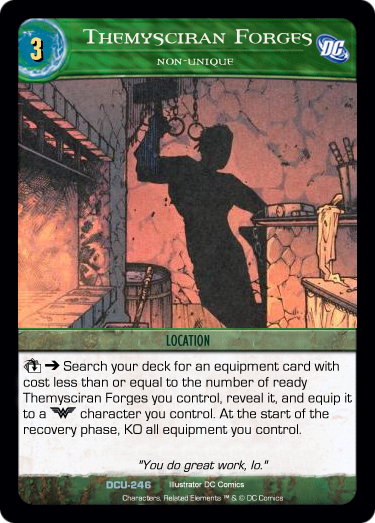 3
THEMYSCIRAN FORGES
DC
NON-UNIQUE
LOCATION
➔ Search your deck for an equipment card with
cost less than or equal to the number of ready
Themysciran Forges you control, reveal it, and equip it
to a character you control. At the start of the
recovery phase, KO all equipment you control.
"You do great work, Io."
DCU-246 Illustrator DC Comics
Characters, Related Elements ™ & © DC Comics